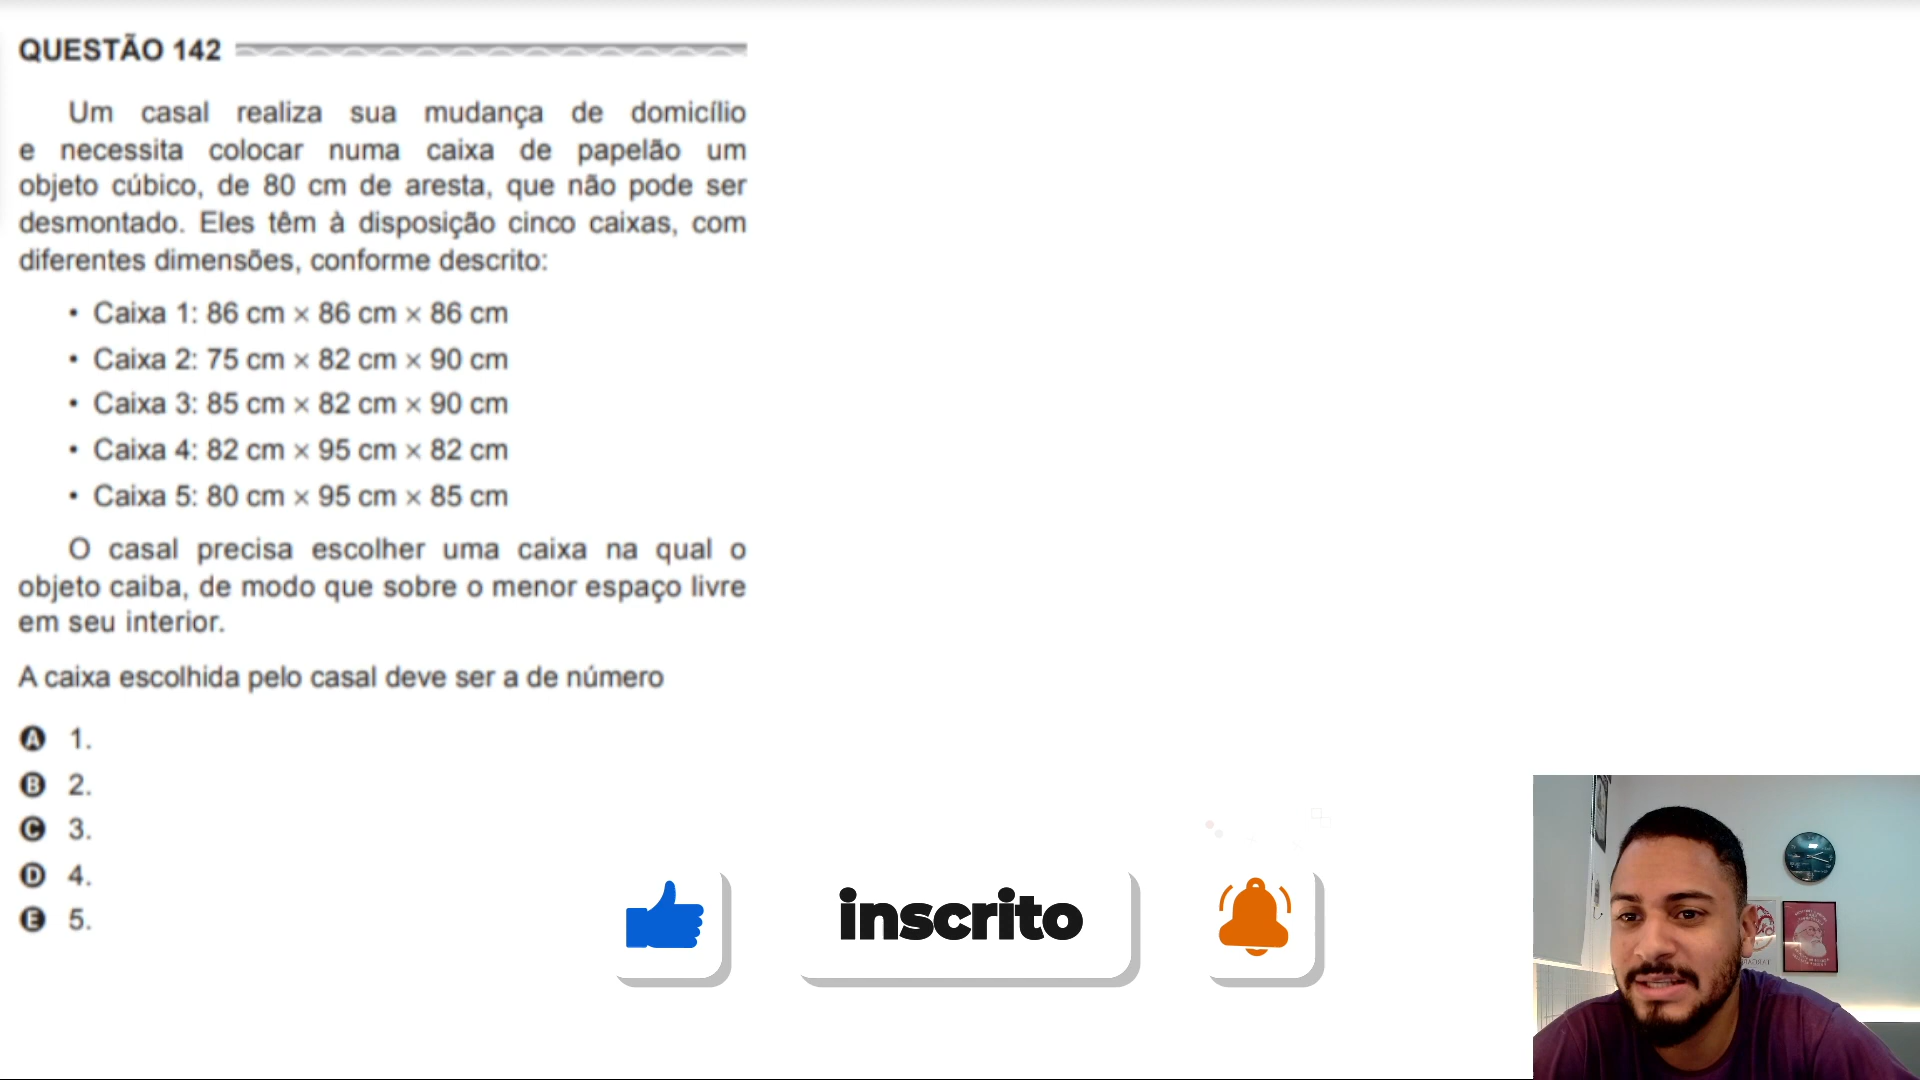 QUESTÃO 142
Um casal realiza sua mudança de domicílio
e necessita colocar numa caixa de papelão um
objeto cúbico, de 80 cm de aresta, que não pode ser
desmontado. Eles têm à disposição cinco caixas, com
diferentes dimensões, conforme descrito:
• Caixa 1: 86 cm × 86 cm × 86 cm
• Caixa 2: 75 cm × 82 cm × 90 cm
• Caixa 3: 85 cm × 82 cm × 90 cm
• Caixa 4: 82 cm × 95 cm × 82 cm
• Caixa 5: 80 cm × 95 cm × 85 cm
O casal precisa escolher uma caixa na qual o
objeto caiba, de modo que sobre o menor espaço livre
em seu interior.
A caixa escolhida pelo casal deve ser a de número
A 1.
B 2.
C 3.
D 4.
E 5.
inscrito